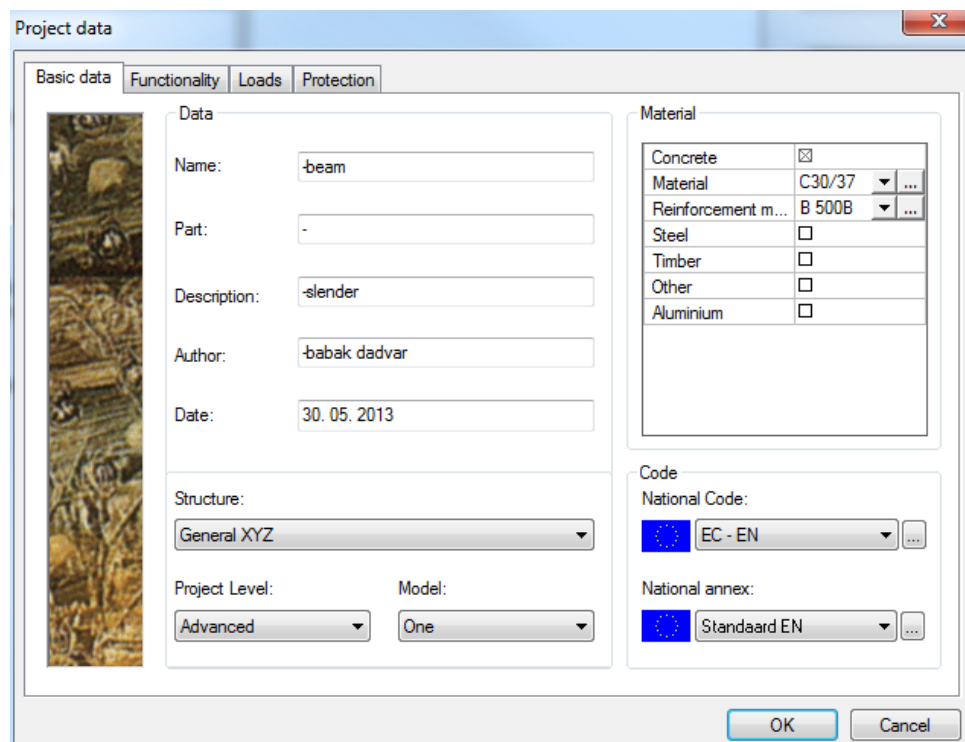 Project data
Basic data Functionality Loads Protection
Data
Name: -beam
Part: -
Description: -slender
Author: -babak dadvar
Date: 30. 05. 2013
Structure:
General XYZ
Project Level: Model:
Advanced One
Material
Concrete
Material C30/37 ...
Reinforcement m... B 500B ...
Steel
Timber
Other
Aluminium
Code
National Code:
EC - EN ...
National annex:
Standaard EN ...
OK Cancel